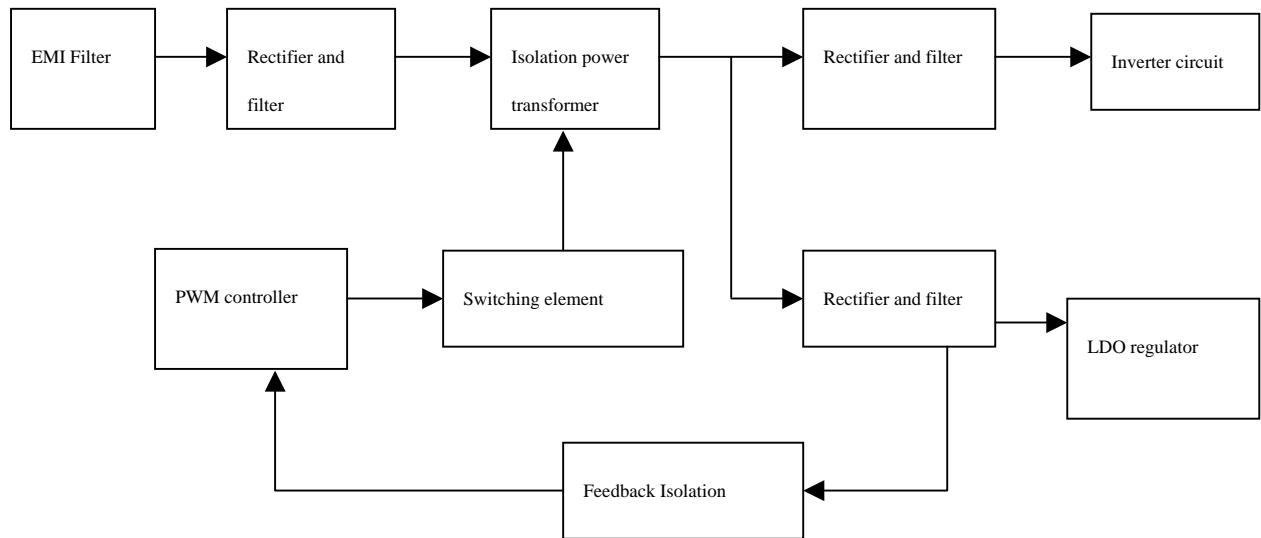 EMI Filter
Rectifier and
filter
Isolation power
transformer
Rectifier and filter
Inverter circuit
PWM controller
Switching element
Rectifier and filter
LDO regulator
Feedback Isolation